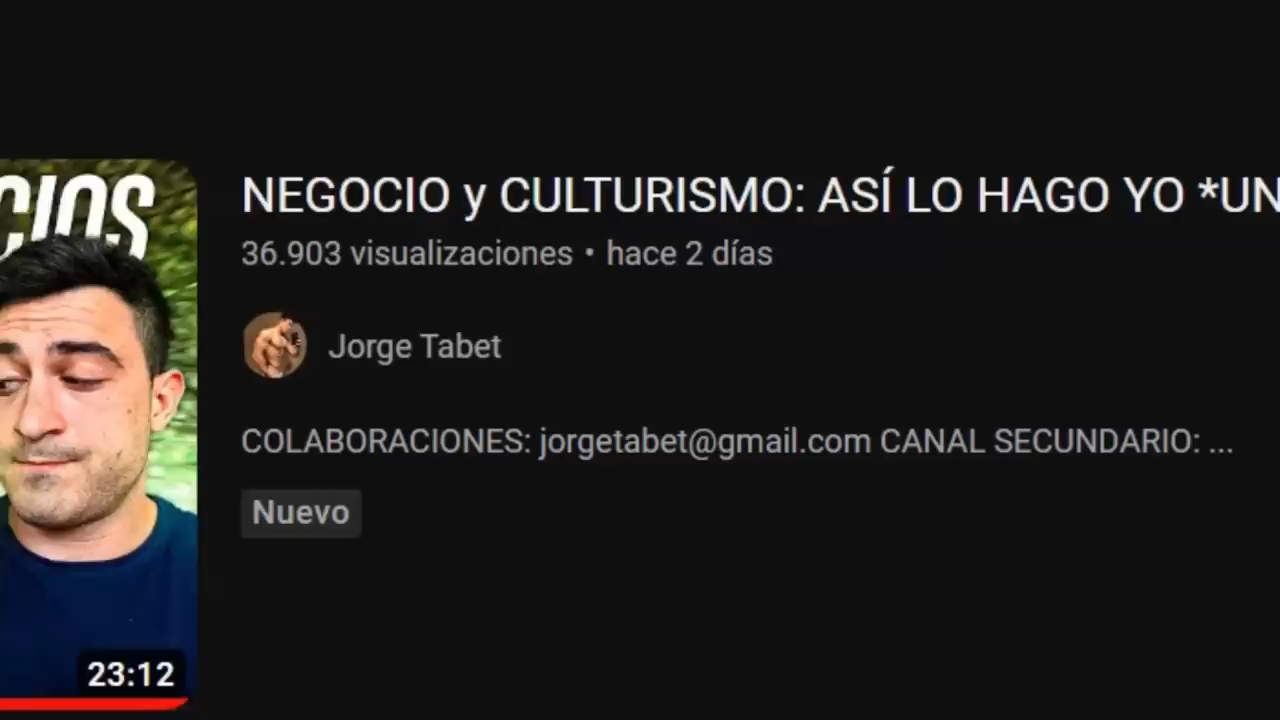 CIOS
NEGOCIO y CULTURISMO: ASÍ LO HAGO YO *UN
36.903 visualizaciones • hace 2 días
Jorge Tabet
COLABORACIONES: jorgetabet@gmail.com CANAL SECUNDARIO: ...
Nuevo
23:12